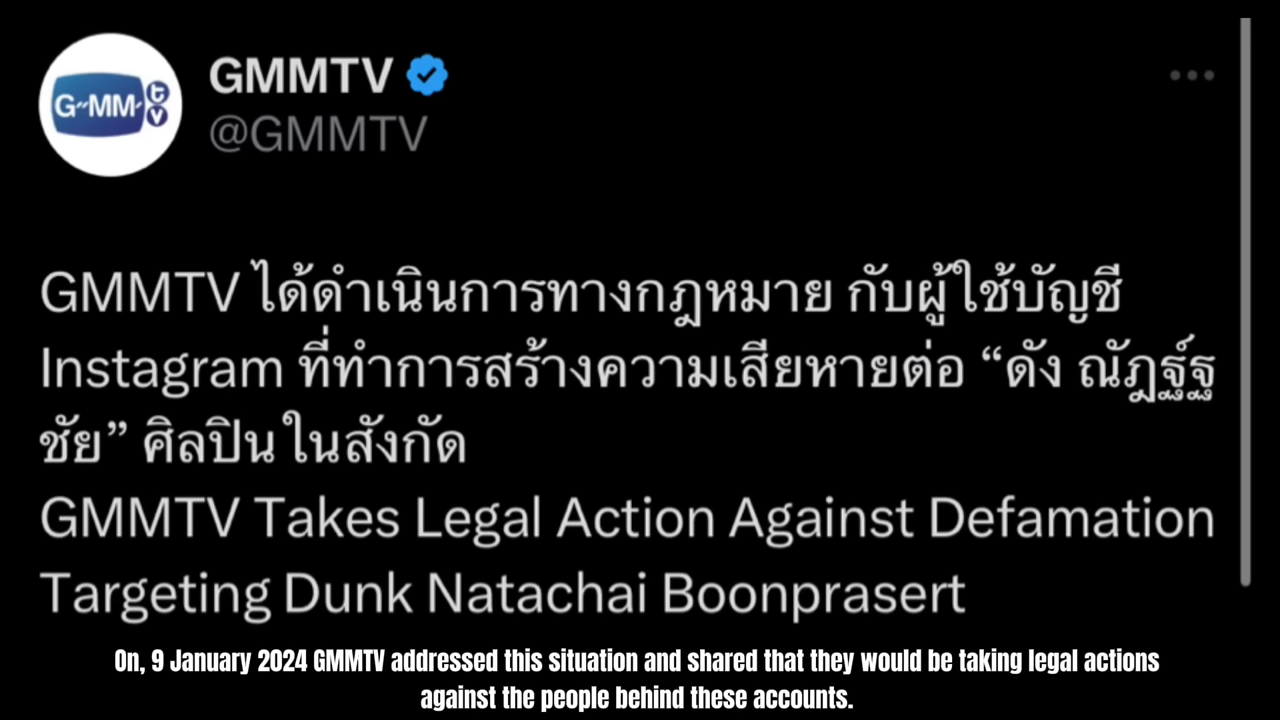 G~MM~
tv
GMMTV
@GMMTV
GMMTV ได้ดำเนินการทางกฎหมาย กับผู้ใช้บัญชี
Instagram ที่ทำการสร้างความเสียหายต่อ “ดัง ณัฏฐ์ฐ
ชัย” ศิลปินในสังกัด
GMMTV Takes Legal Action Against Defamation
Targeting Dunk Natachai Boonprasert
On, 9 January 2024 GMMTV addressed this situation and shared that they would be taking legal actions
against the people behind these accounts.